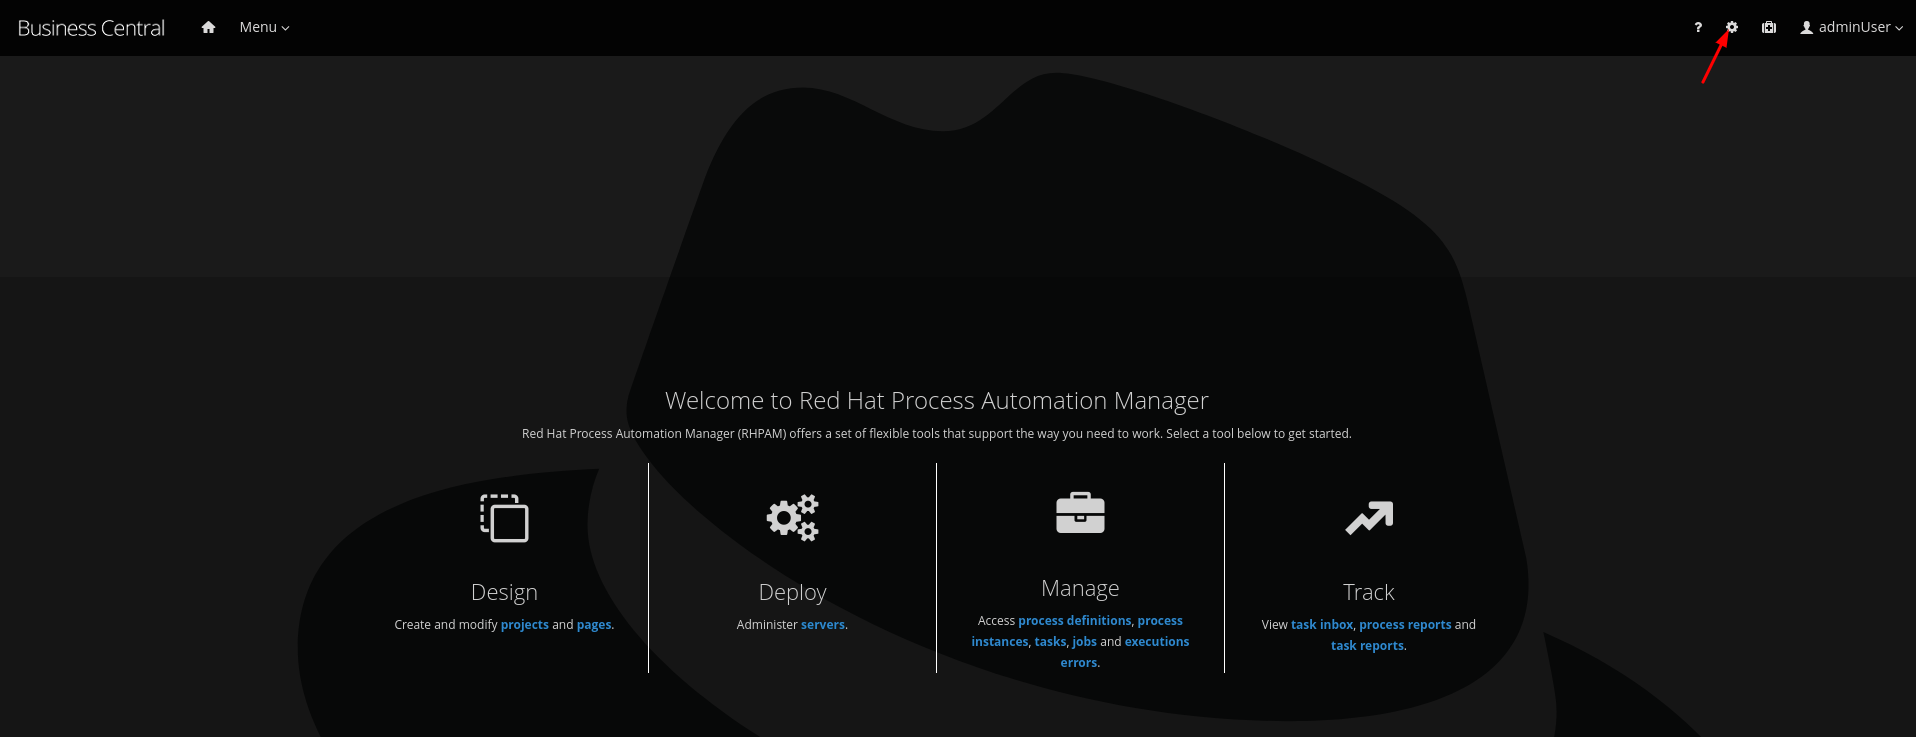 Business Central Menu ? adminUser
Welcome to Red Hat Process Automation Manager
Red Hat Process Automation Manager (RHPAM) offers a set of flexible tools that support the way you need to work. Select a tool below to get started.
Design
Create and modify projects and pages.
Deploy
Administer servers.
Manage
Access process definitions, process
instances, tasks, jobs and executions
errors.
Track
View task inbox, process reports and
task reports.